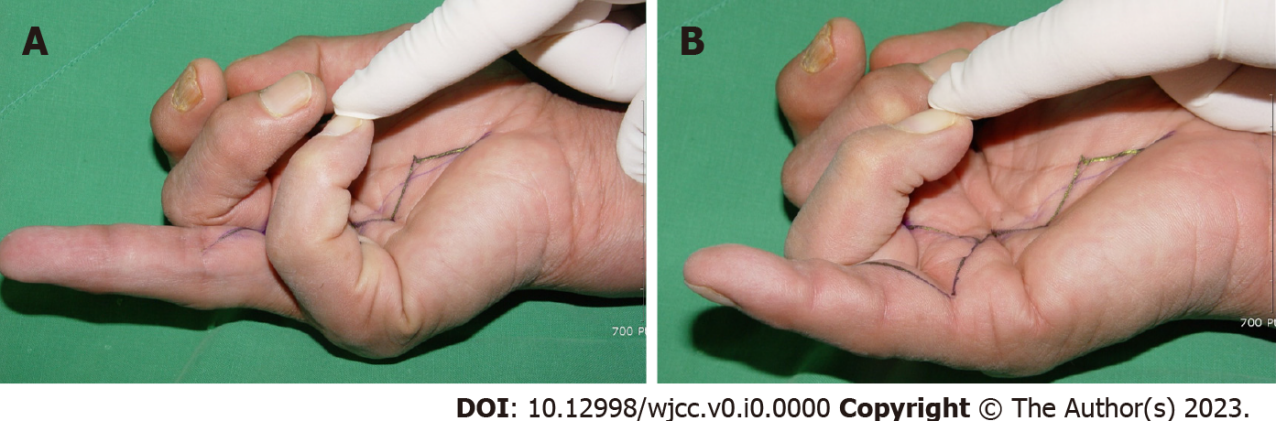 A
B
700 P
700 P
DOI: 10.12998/wjcc.v0.i0.0000 Copyright © The Author(s) 2023.